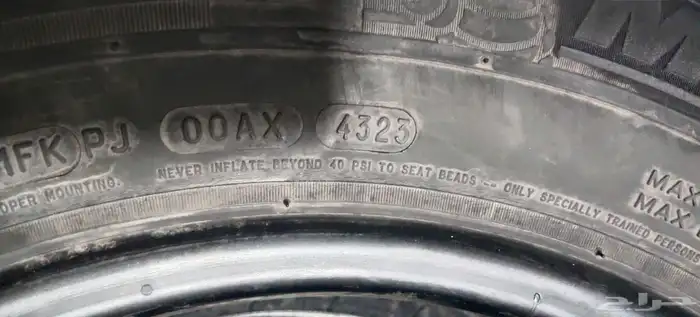 MFK PJ 00AX 4323
OPER MOUNTING.
NEVER INFLATE BEYOND 40 PSI TO SEAT BEADS -- ONLY SPECIALLY TRAINED PERSONS
MAX
MAX
M
حراج